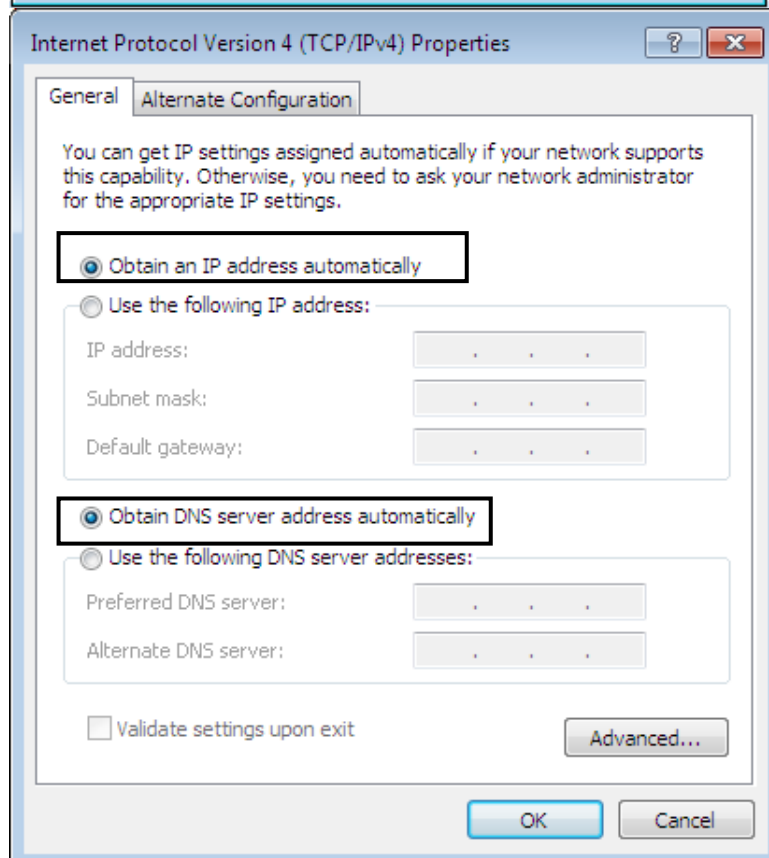 Internet Protocol Version 4 (TCP/IPv4) Properties
?
General
Alternate Configuration
You can get IP settings assigned automatically if your network supports
this capability. Otherwise, you need to ask your network administrator
for the appropriate IP settings.
Obtain an IP address automatically
Use the following IP address:
IP address:
Subnet mask:
Default gateway:
Obtain DNS server address automatically
Use the following DNS server addresses:
Preferred DNS server:
Alternate DNS server:
Validate settings upon exit
Advanced...
OK
Cancel